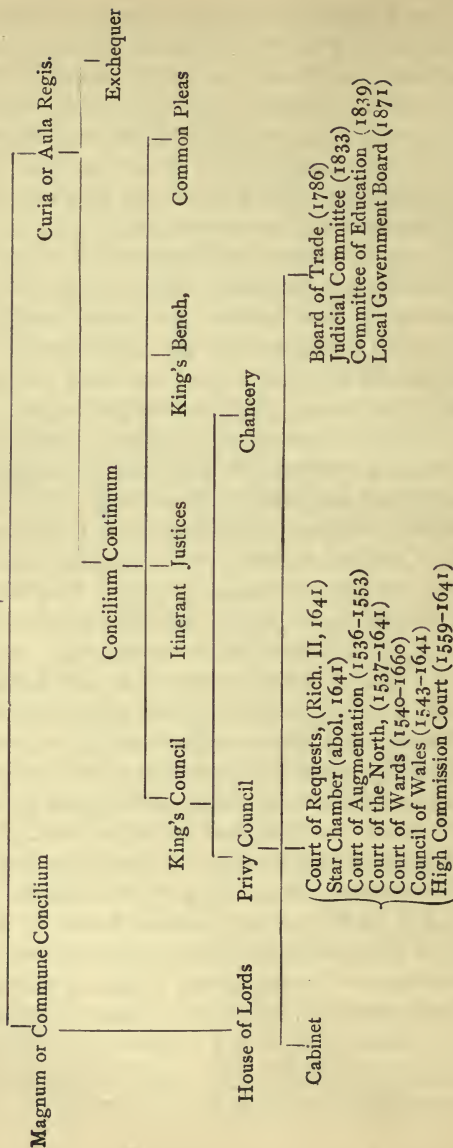 Magnum or Commune Concilium
Curia or Aula Regis.
Concilium Continuum
Exchequer
King's Council
Itinerant Justices
King's Bench,
Common Pleas
House of Lords
Privy Council
Chancery
Cabinet
Court of Requests, (Rich. II, 1641)
Star Chamber (abol. 1641)
Court of Augmentation (1536–1553)
Court of the North, (1537–1641)
Court of Wards (1540–1660)
Council of Wales (1543–1641)
High Commission Court (1559–1641)
Board of Trade (1786)
Judicial Committee (1833)
Committee of Education (1839)
Local Government Board (1871)